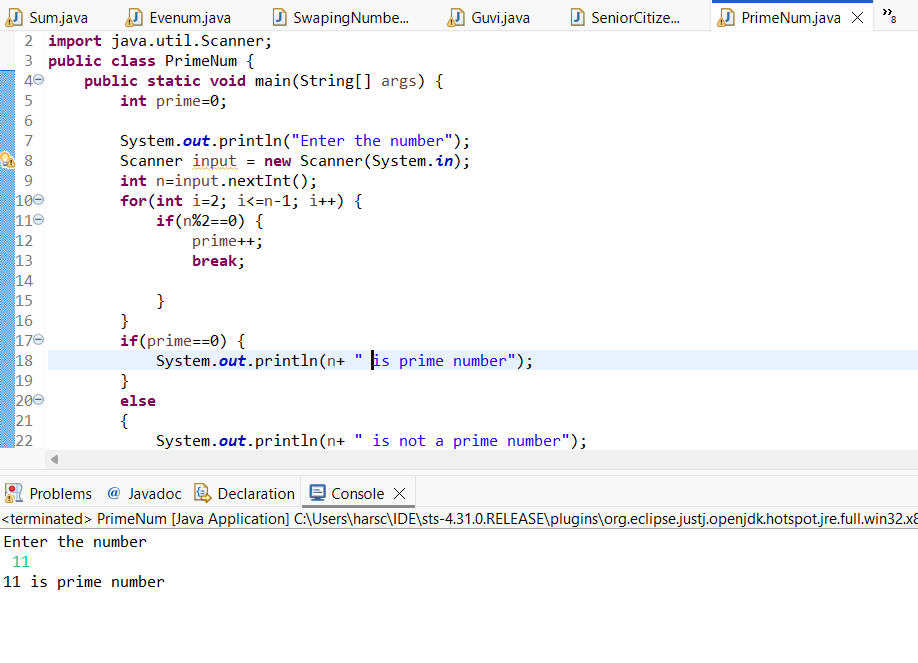 Sum.java Evenum.java SwapingNumbe... Guvi.java SeniorCitize... PrimeNum.java »8
2 import java.util.Scanner;
3 public class PrimeNum {
4 public static void main(String[] args) {
5 int prime=0;
6
7 System.out.println("Enter the number");
8 Scanner input = new Scanner(System.in);
9 int n=input.nextInt();
10 for(int i=2; i<=n-1; i++) {
11 if(n%2==0) {
12 prime++;
13 break;
14
15 }
16 }
17 if(prime==0) {
18 System.out.println(n+ " is prime number");
19 }
20 else
21 {
22 System.out.println(n+ " is not a prime number");
Problems @ Javadoc Declaration Console
<terminated> PrimeNum [Java Application] C:\Users\harsc\IDE\sts-4.31.0.RELEASE\plugins\org.eclipse.justj.openjdk.hotspot.jre.full.win32.x8
Enter the number
11
11 is prime number